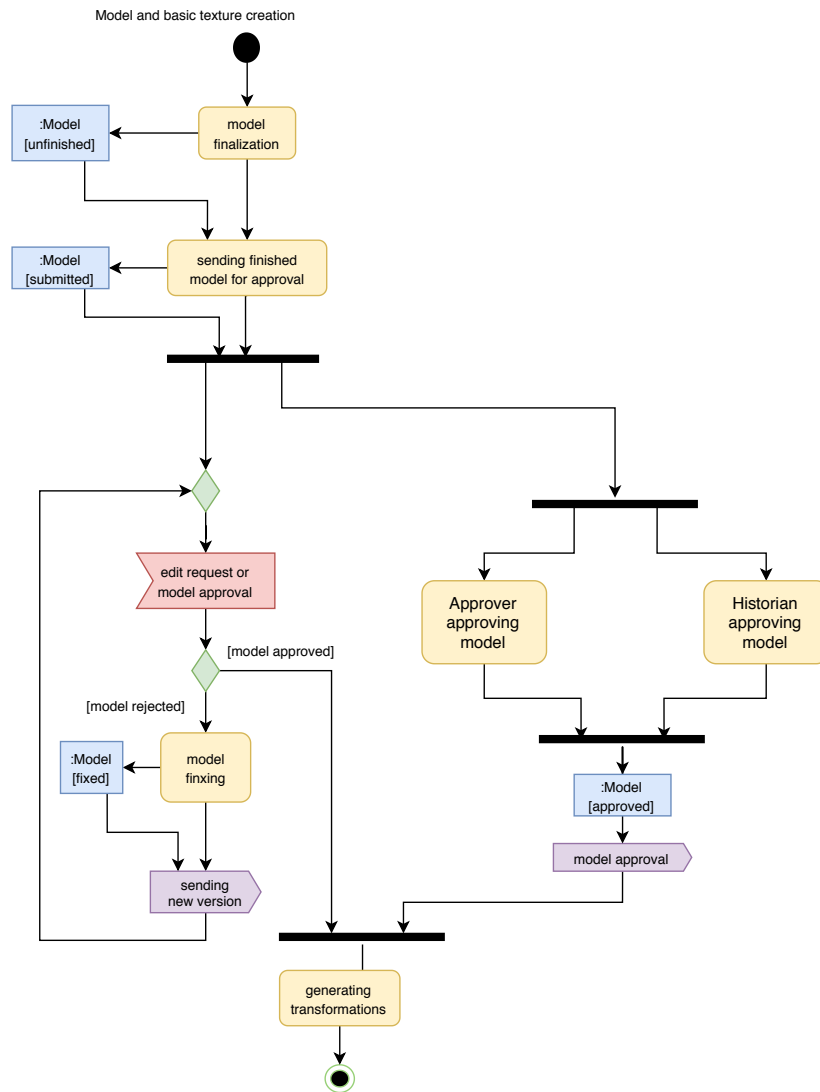 Model and basic texture creation
:Model
[unfinished]
model
finalization
:Model
[submitted]
sending finished
model for approval
edit request or
model approval
Approver
approving
model
Historian
approving
model
[model approved]
[model rejected]
:Model
[fixed]
model
finxing
:Model
[approved]
model approval
sending
new version
generating
transformations